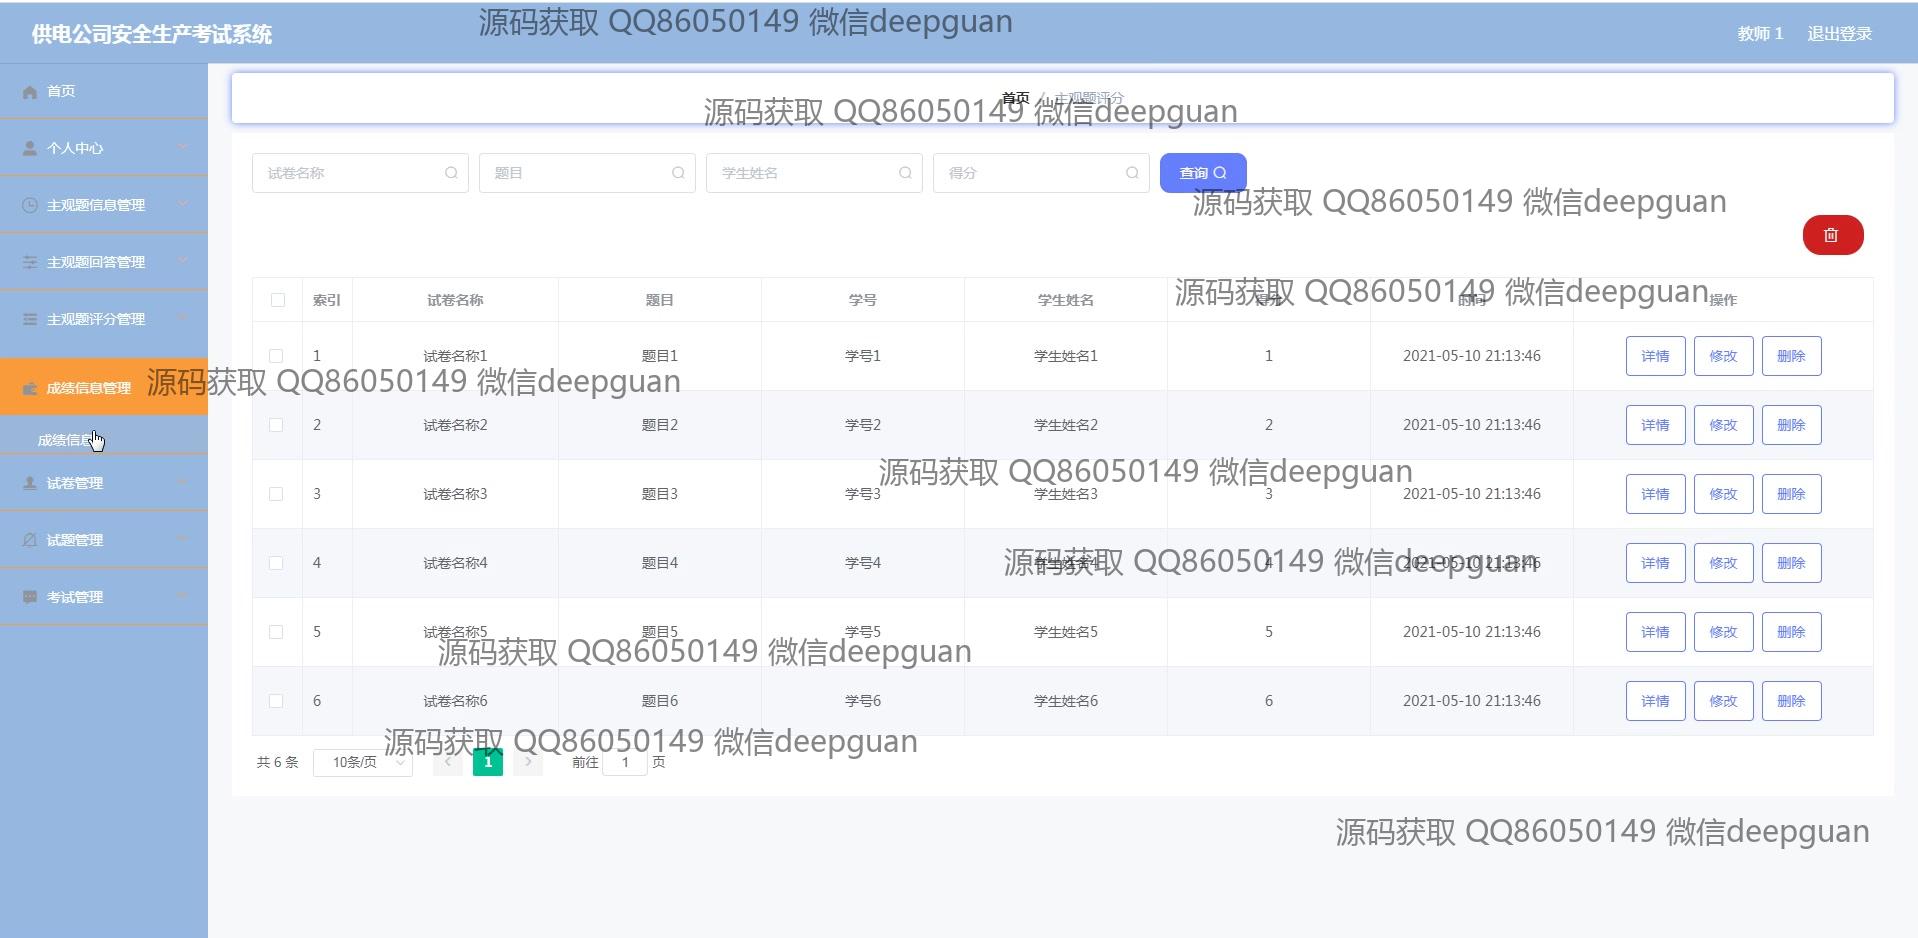 源码获取 QQ86050149 微信deepguan
供电公司安全生产考试系统
教师 1 退出登录
首页
个人中心
主观题信息管理
主观题回答管理
主观题评分管理
成绩信息管理
成绩信息
试卷管理
试题管理
考试管理
首页 / 主观题评分
源码获取 QQ86050149 微信deepguan
试卷名称 题目 学生姓名 得分 查询
源码获取 QQ86050149 微信deepguan
源码获取 QQ86050149 微信deepguan
索引 试卷名称 题目 学号 学生姓名 得分 时间 操作
1 试卷名称1 题目1 学号1 学生姓名1 1 2021-05-10 21:13:46 详情 修改 删除
源码获取 QQ86050149 微信deepguan
2 试卷名称2 题目2 学号2 学生姓名2 2 2021-05-10 21:13:46 详情 修改 删除
源码获取 QQ86050149 微信deepguan
3 试卷名称3 题目3 学号3 学生姓名3 3 2021-05-10 21:13:46 详情 修改 删除
源码获取 QQ86050149 微信deepguan
4 试卷名称4 题目4 学号4 学生姓名4 4 2021-05-10 21:13:46 详情 修改 删除
5 试卷名称5 题目5 学号5 学生姓名5 5 2021-05-10 21:13:46 详情 修改 删除
源码获取 QQ86050149 微信deepguan
6 试卷名称6 题目6 学号6 学生姓名6 6 2021-05-10 21:13:46 详情 修改 删除
源码获取 QQ86050149 微信deepguan
共 6 条 10条/页 1 前往 1 页
源码获取 QQ86050149 微信deepguan